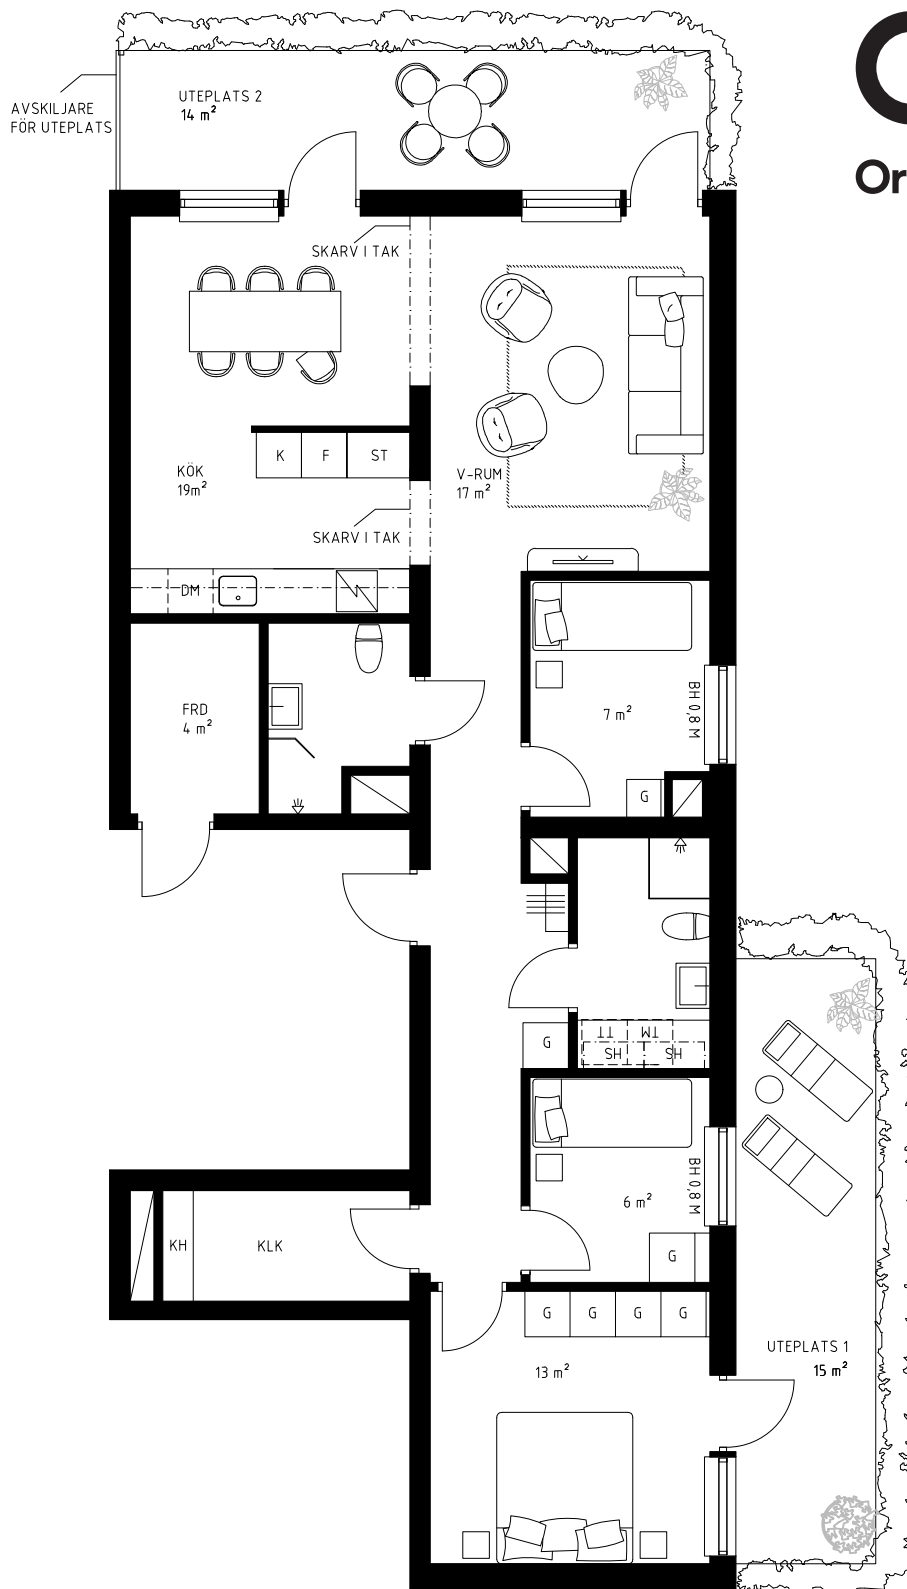 AVSKILJARE
FÖR UTEPLATS
UTEPLATS 2
14 m²
Or
SKARV I TAK
KÖK
19m²
K
F
ST
V-RUM
17 m²
SKARV I TAK
DM
FRD
4 m²
7 m²
BH 0,8 M
G
G
TT
TM
SH
SH
6 m²
BH 0,8 M
G
KH
KLK
G
G
G
G
13 m²
UTEPLATS 1
15 m²